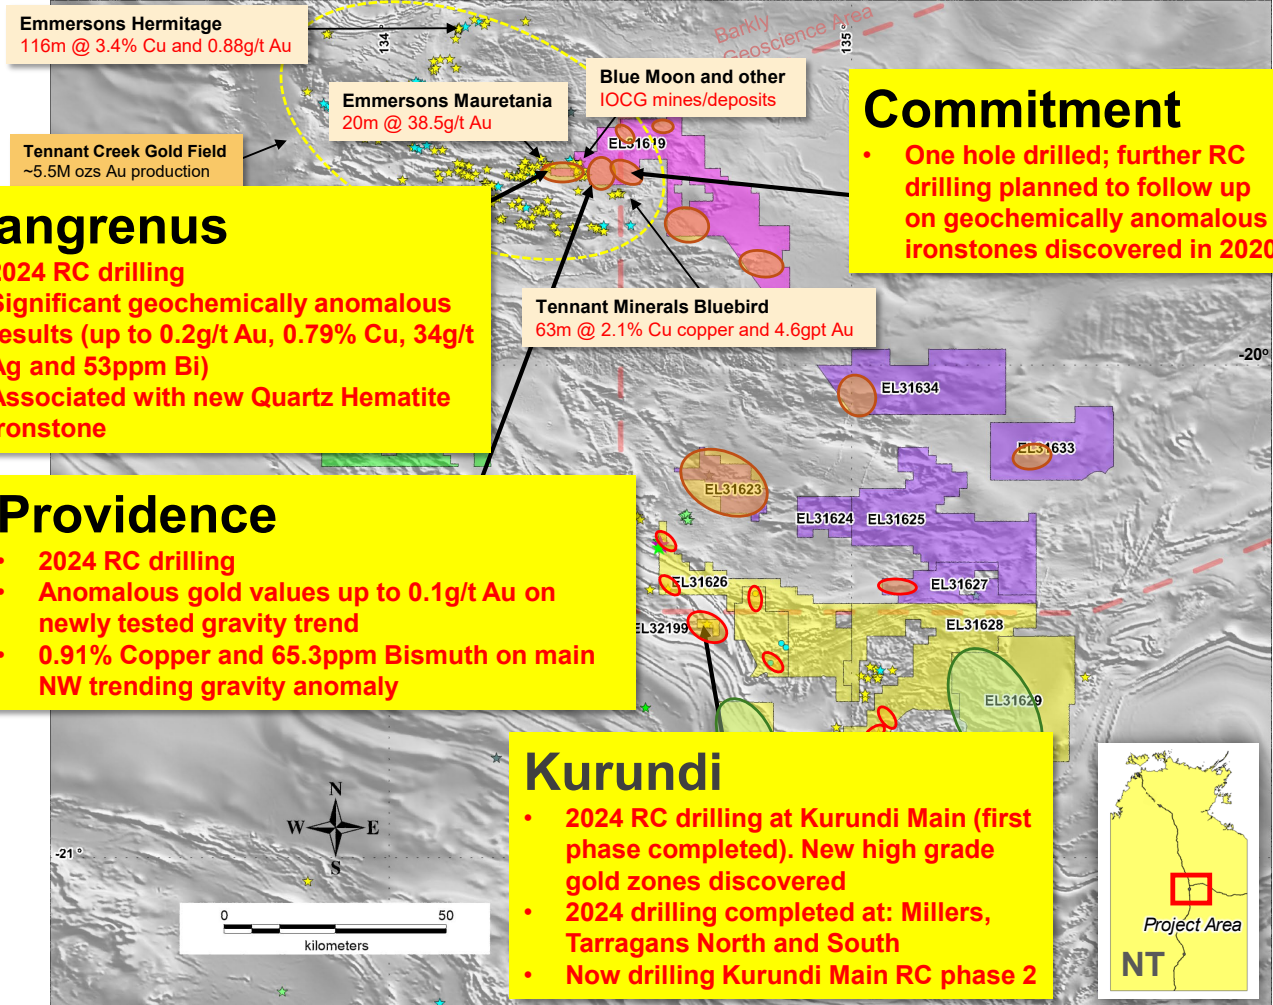 Emmersons Hermitage
116m @ 3.4% Cu and 0.88g/t Au
134°
Barkly
Geoscience Area
135°
Blue Moon and other
IOCG mines/deposits
Emmersons Mauretania
20m @ 38.5g/t Au
Tennant Creek Gold Field
~5.5M ozs Au production
EL31619
Commitment
• One hole drilled; further RC
drilling planned to follow up
on geochemically anomalous
ironstones discovered in 2020
angrenus
2024 RC drilling
Significant geochemically anomalous
results (up to 0.2g/t Au, 0.79% Cu, 34g/t
Ag and 53ppm Bi)
Associated with new Quartz Hematite
Ironstone
Tennant Minerals Bluebird
63m @ 2.1% Cu copper and 4.6gpt Au
-20°
EL31634
EL31633
EL31623
EL31624
EL31625
EL31626
EL31627
EL31628
EL32199
EL31629
Providence
• 2024 RC drilling
• Anomalous gold values up to 0.1g/t Au on
newly tested gravity trend
• 0.91% Copper and 65.3ppm Bismuth on main
NW trending gravity anomaly
Kurundi
• 2024 RC drilling at Kurundi Main (first
phase completed). New high grade
gold zones discovered
• 2024 drilling completed at: Millers,
Tarragans North and South
• Now drilling Kurundi Main RC phase 2
N
W E
S
-21°
0 50
kilometers
Project Area
NT